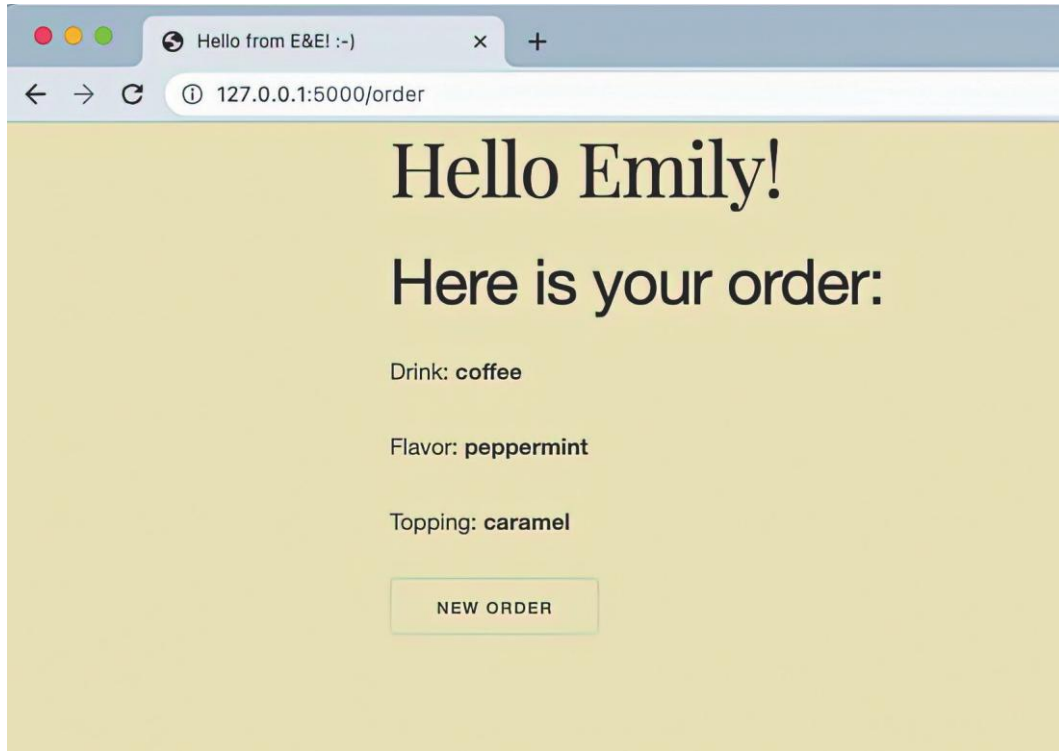 Hello from E&E! :-)
127.0.0.1:5000/order
Hello Emily!
Here is your order:
Drink: coffee
Flavor: peppermint
Topping: caramel
NEW ORDER